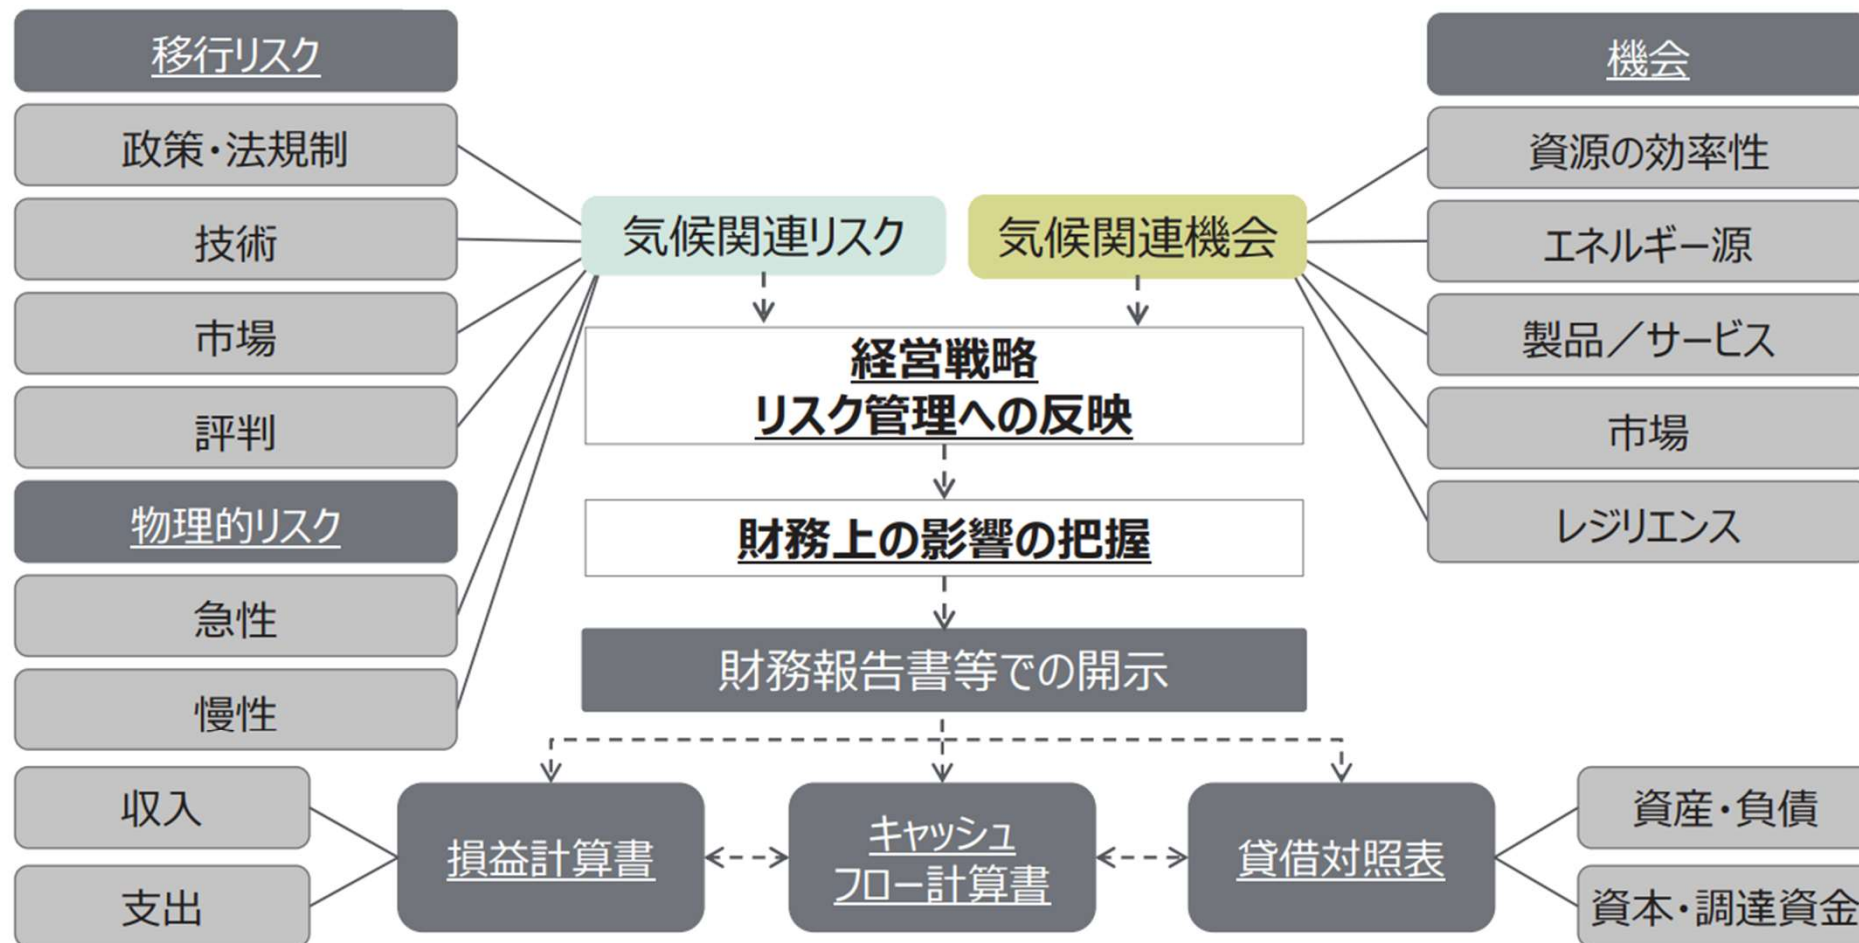 移行リスク
政策・法規制
技術
市場
評判
物理的リスク
急性
慢性
気候関連リスク
気候関連機会
機会
資源の効率性
エネルギー源
製品／サービス
市場
レジリエンス
経営戦略
リスク管理への反映
財務上の影響の把握
財務報告書等での開示
収入
支出
損益計算書
キャッシュ
フロー計算書
貸借対照表
資産・負債
資本・調達資金